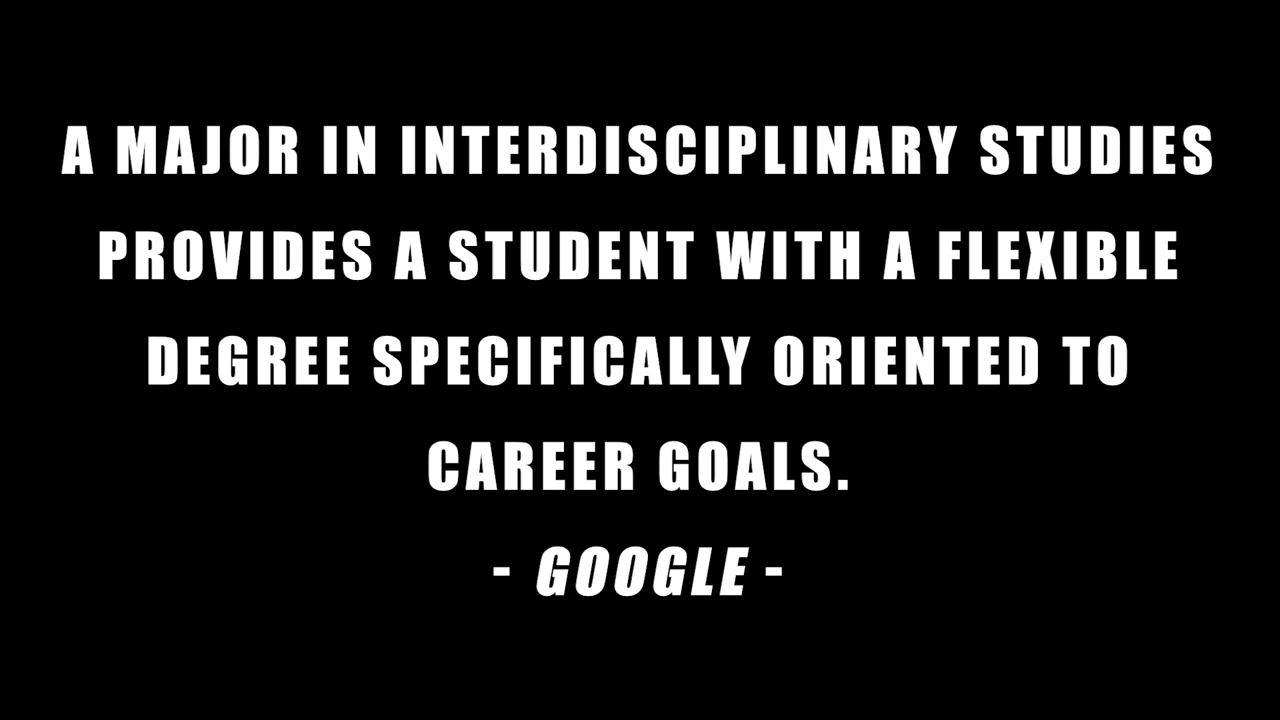 A MAJOR IN INTERDISCIPLINARY STUDIES
PROVIDES A STUDENT WITH A FLEXIBLE
DEGREE SPECIFICALLY ORIENTED TO
CAREER GOALS.
- GOOGLE -